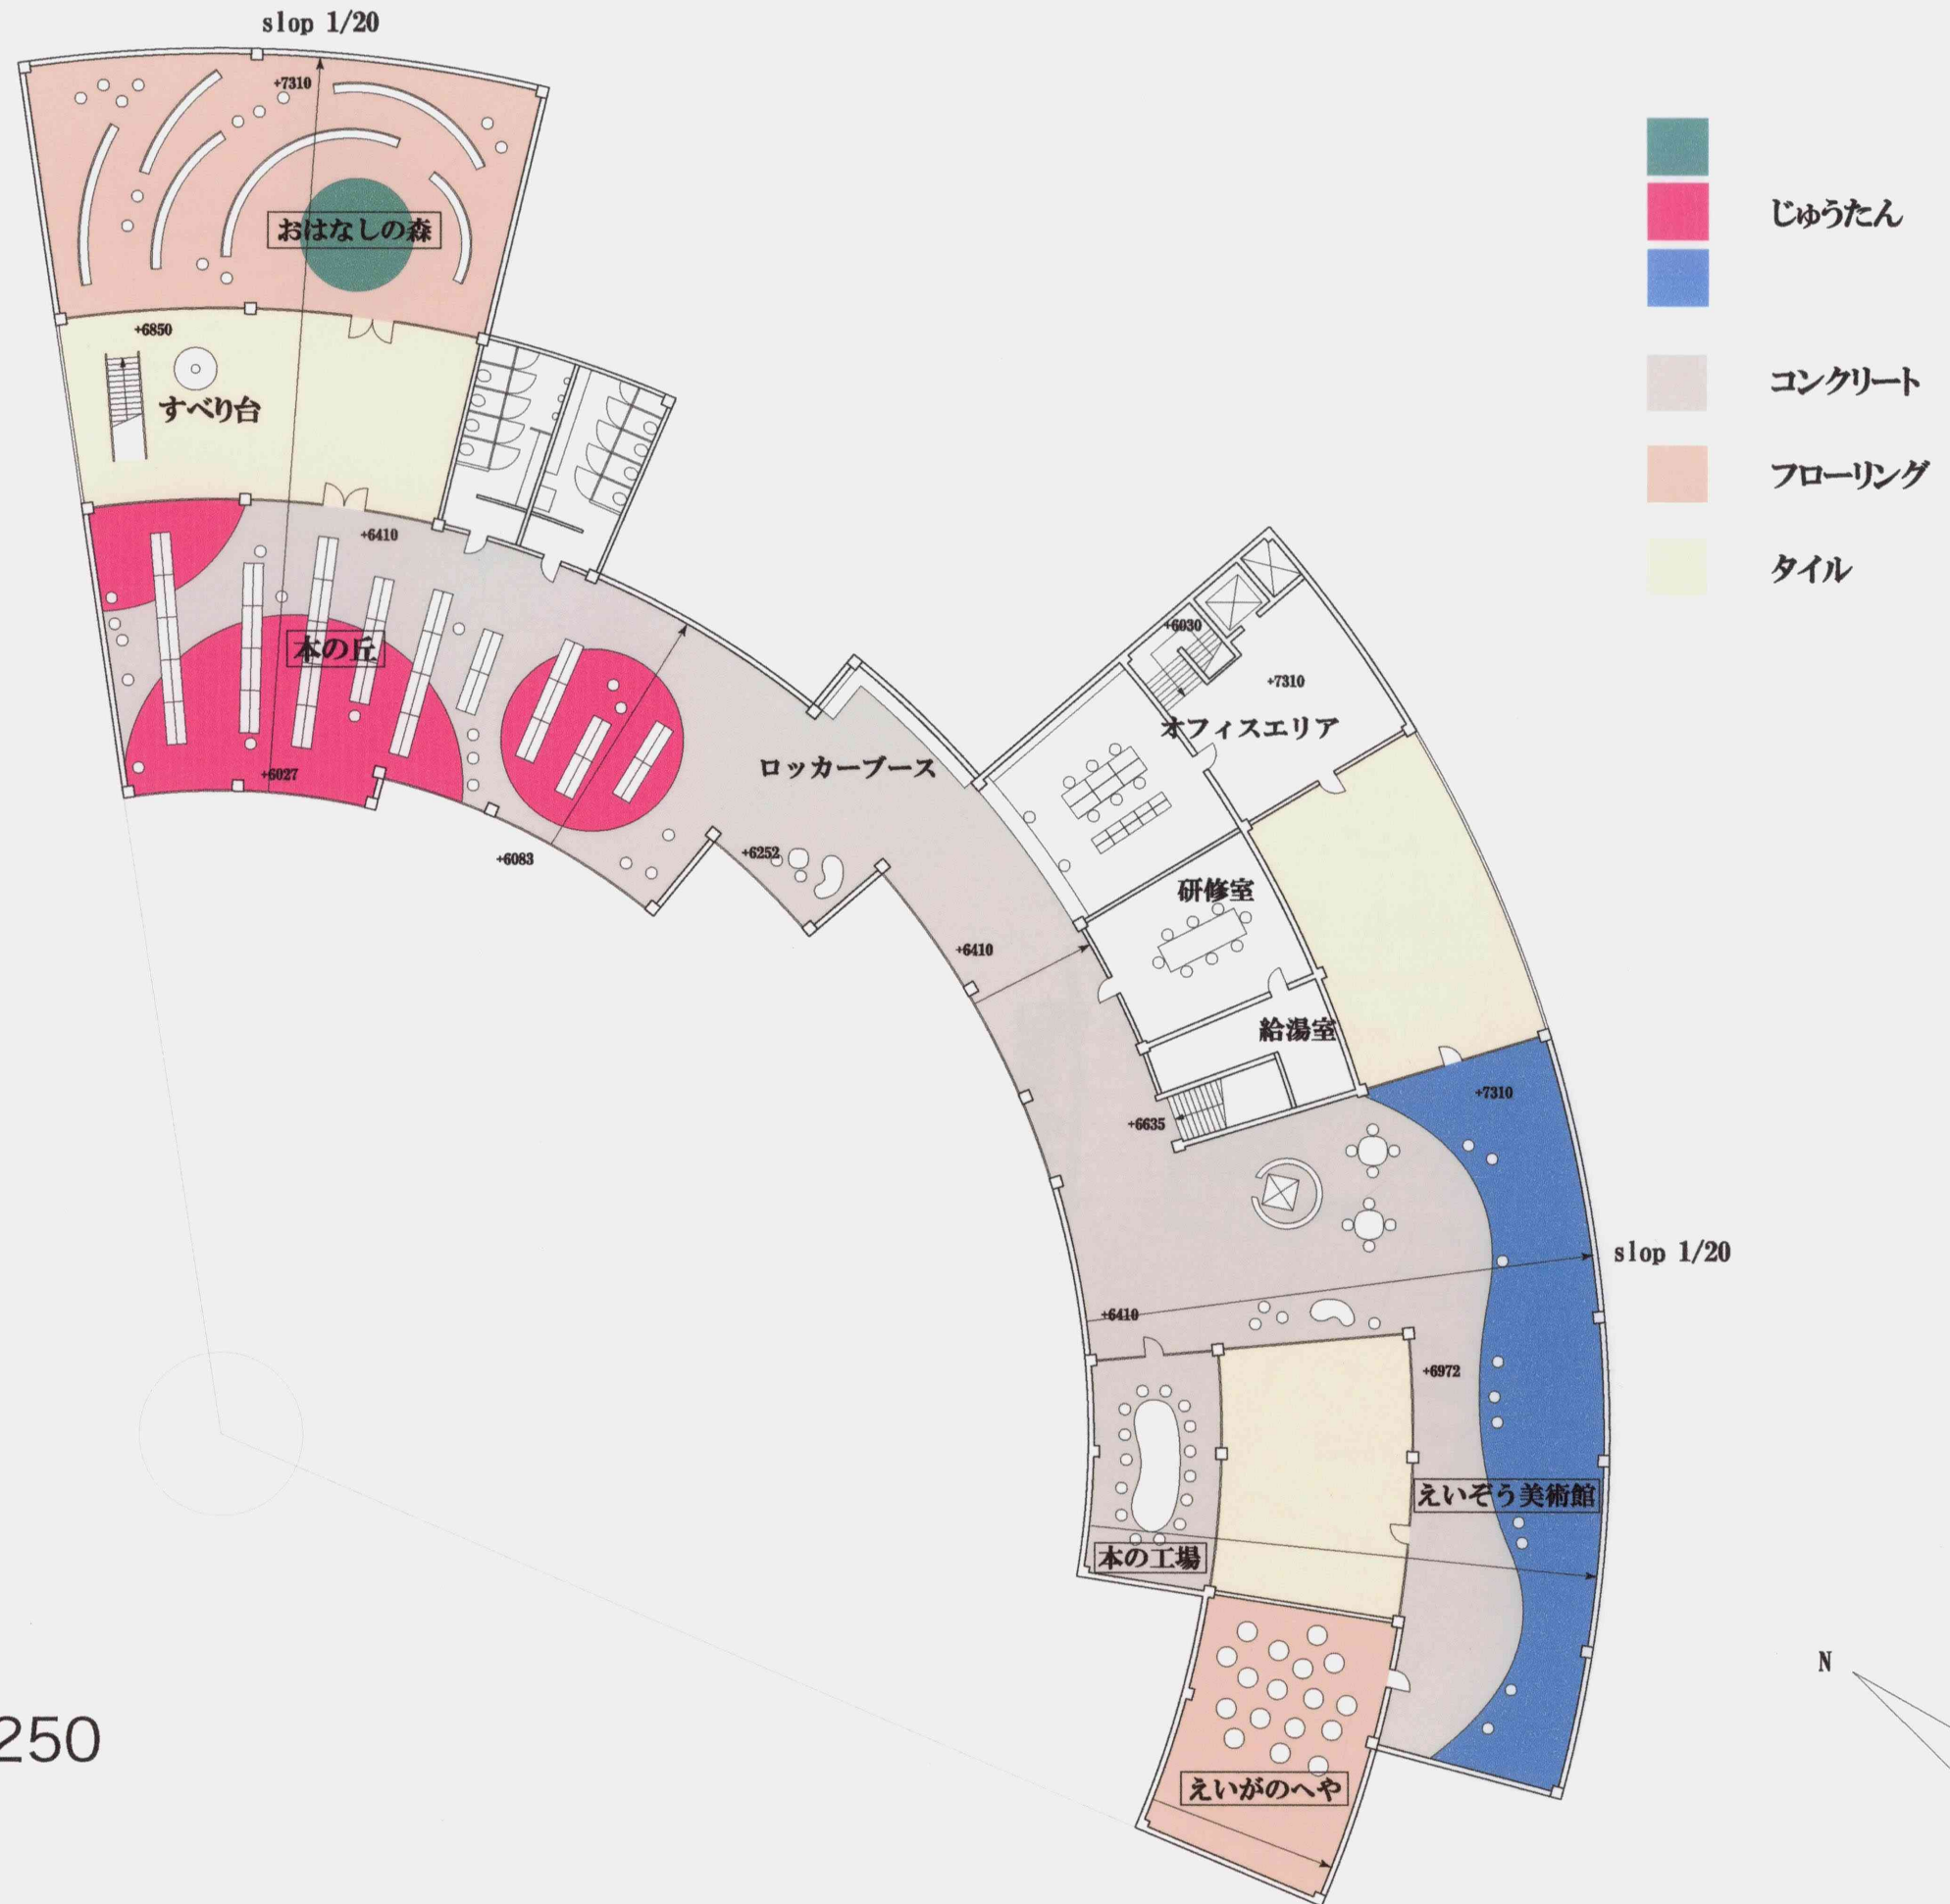 slop 1/20
+7310
おはなしの森
+6850
すべり台
+6410
本の丘
+6027
+6083
ロッカーブース
+6252
+6030
+7310
オフィスエリア
研修室
+6410
給湯室
+6635
+7310
slop 1/20
+6410
+6972
えいぞう美術館
本の工場
えいがのへや
じゅうたん
コンクリート
フローリング
タイル
N
250